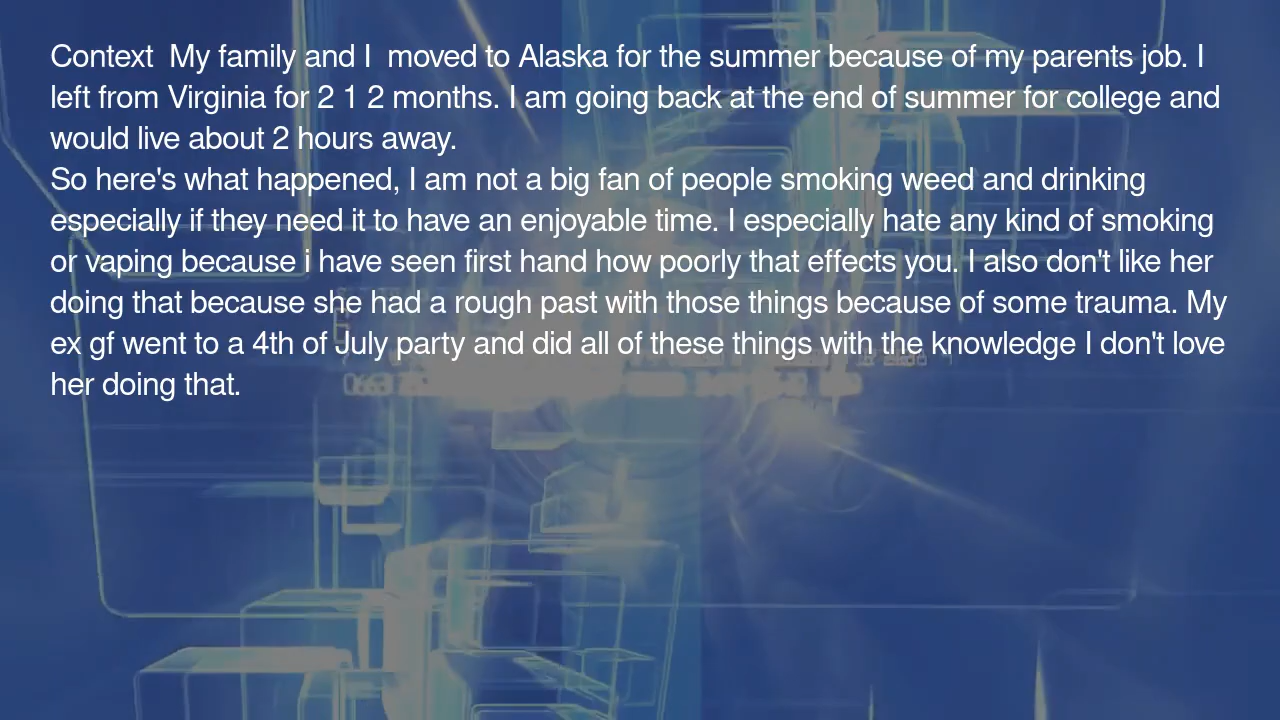 Context  My family and I  moved to Alaska for the summer because of my parents job. I
left from Virginia for 2 1 2 months. I am going back at the end of summer for college and
would live about 2 hours away.
So here's what happened, I am not a big fan of people smoking weed and drinking
especially if they need it to have an enjoyable time. I especially hate any kind of smoking
or vaping because i have seen first hand how poorly that effects you. I also don't like her
doing that because she had a rough past with those things because of some trauma. My
ex gf went to a 4th of July party and did all of these things with the knowledge I don't love
her doing that.